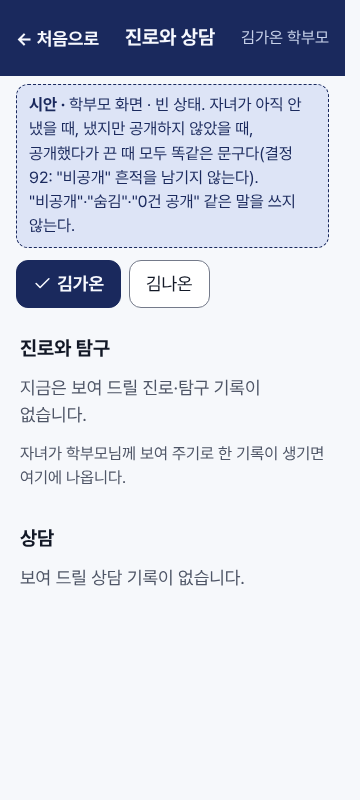 ← 처음으로 진로와 상담 김가온 학부모
시안 · 학부모 화면 · 빈 상태. 자녀가 아직 안
냈을 때, 냈지만 공개하지 않았을 때,
공개했다가 끈 때 모두 똑같은 문구다(결정
92: "비공개" 흔적을 남기지 않는다).
"비공개"·"숨김"·"0건 공개" 같은 말을 쓰지
않는다.
✓ 김가온 김나온
진로와 탐구
지금은 보여 드릴 진로·탐구 기록이
없습니다.
자녀가 학부모님께 보여 주기로 한 기록이 생기면
여기에 나옵니다.
상담
보여 드릴 상담 기록이 없습니다.